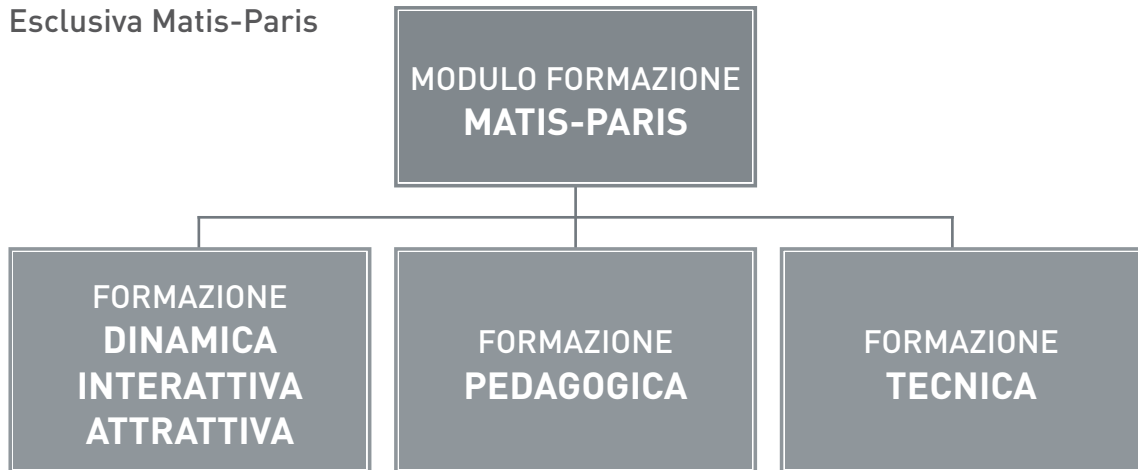 Esclusiva Matis-Paris
MODULO FORMAZIONE
MATIS-PARIS
FORMAZIONE
DINAMICA
INTERATTIVA
ATTRATTIVA
FORMAZIONE
PEDAGOGICA
FORMAZIONE
TECNICA